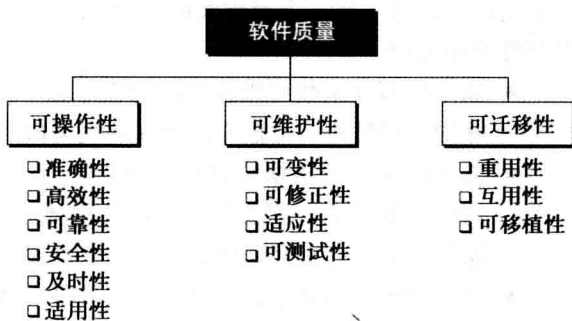 软件质量
可操作性
准确性
高效性
可靠性
安全性
及时性
适用性
可维护性
可变性
可修正性
适应性
可测试性
可迁移性
重用性
互用性
可移植性